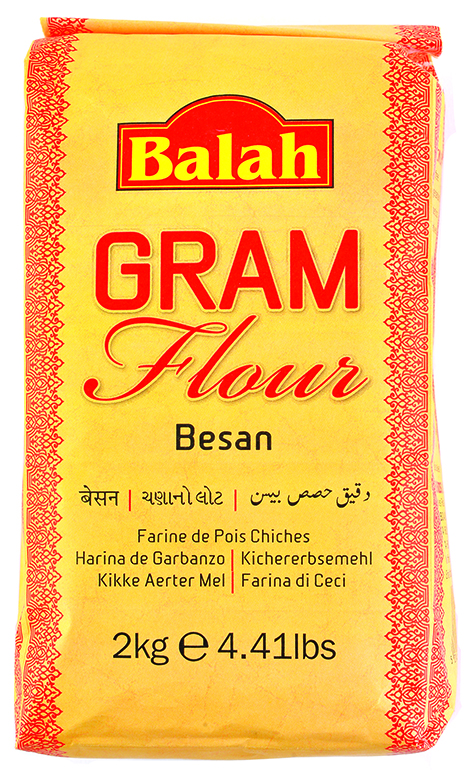 Balah
GRAM
Flour
Besan
बेसन | ચણાનો લોટ | دقيق حمص بيسن
Farine de Pois Chiches
Harina de Garbanzo | Kichererbsemehl
Kikke Aerter Mel | Farina di Ceci
2kg ℮ 4.41lbs